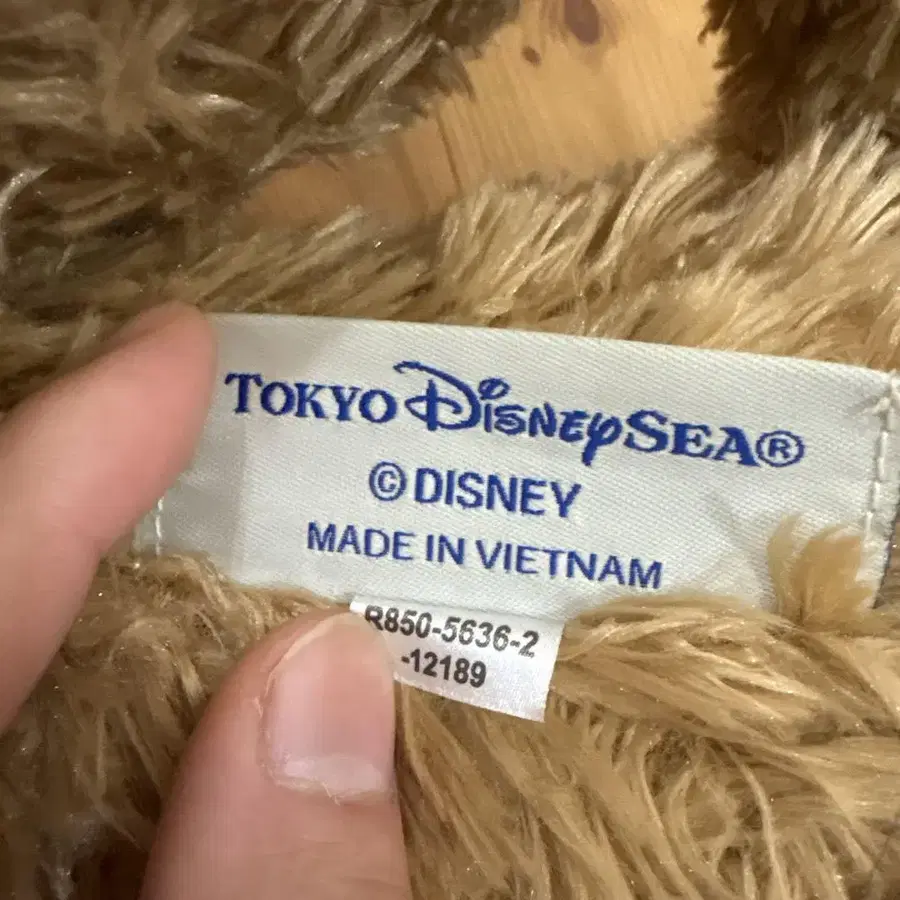 TOKYO DISNEYSEA®
© DISNEY
MADE IN VIETNAM
R850-5636-2
-12189